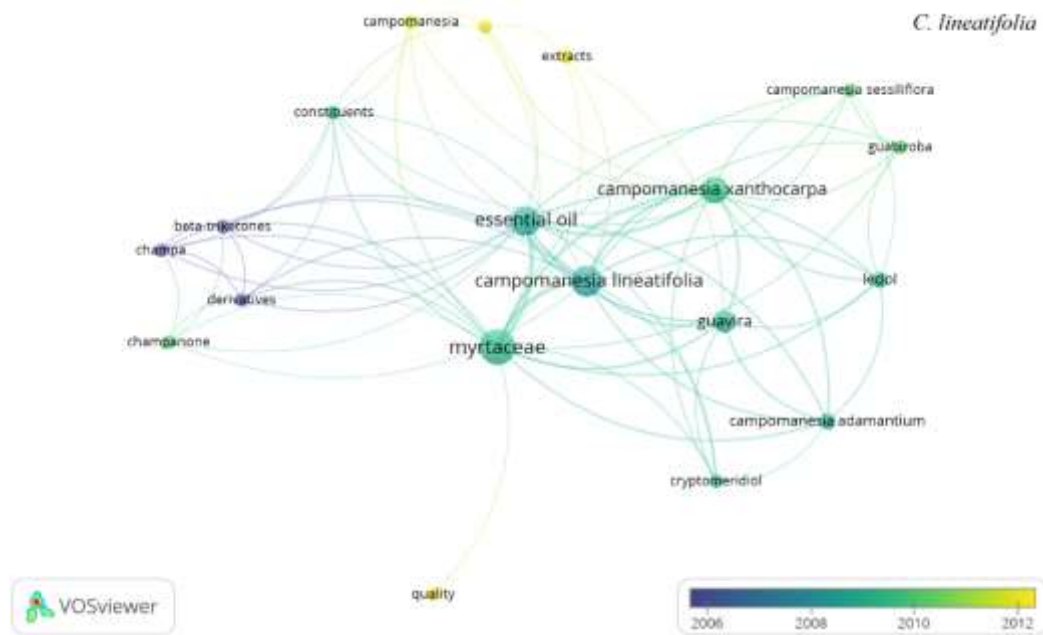 C. lineatifolia
campomanesia
extracts
constituents
campomanesia sessiliflora
guabiroba
campomanesia xanthocarpa
essential oil
beta-triketones
champa
campomanesia lineatifolia
ledol
derivatives
guavira
champanone
myrtaceae
campomanesia adamantium
cryptomeridiol
quality
VOSviewer
2006 2008 2010 2012